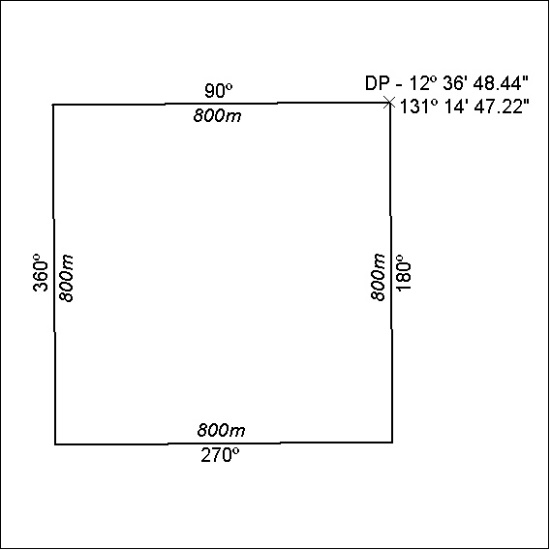 DP - 12º 36' 48.44"
131º 14' 47.22"
90º
800m
360º
800m
800m
180º
800m
270º